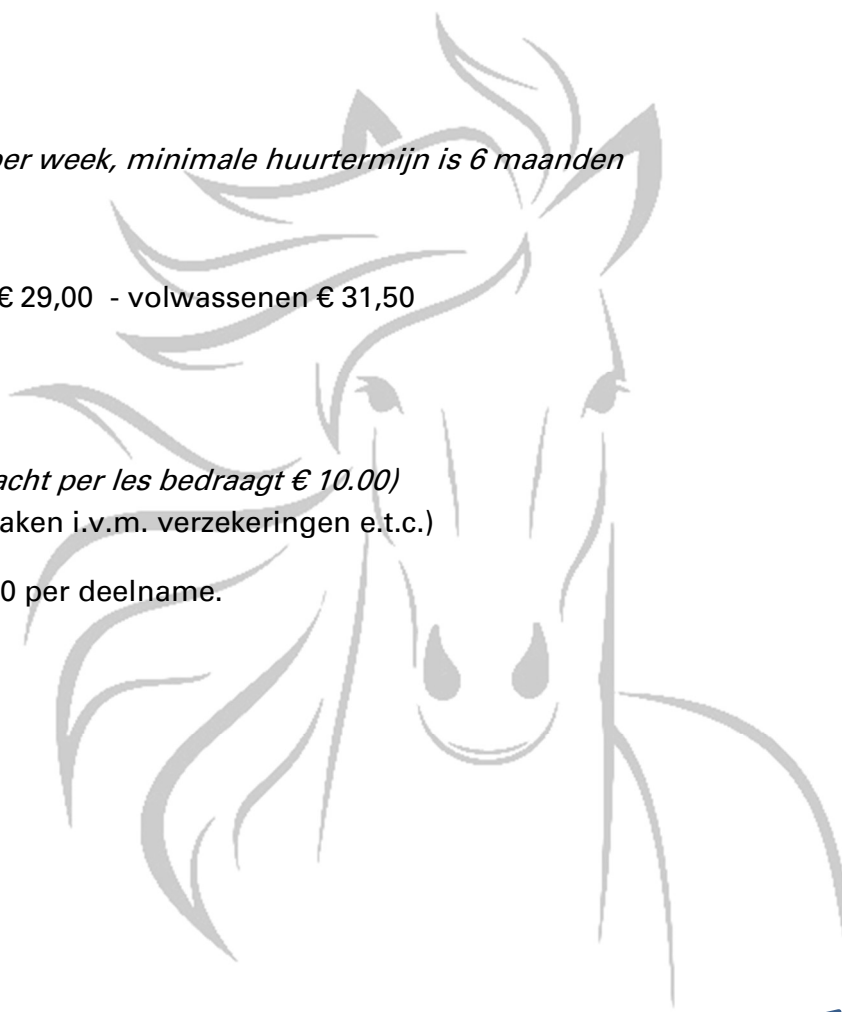 per week, minimale huurtermijn is 6 maanden
€ 29,00 - volwassenen € 31,50
acht per les bedraagt € 10.00)
aken i.v.m. verzekeringen e.t.c.)
0 per deelname.